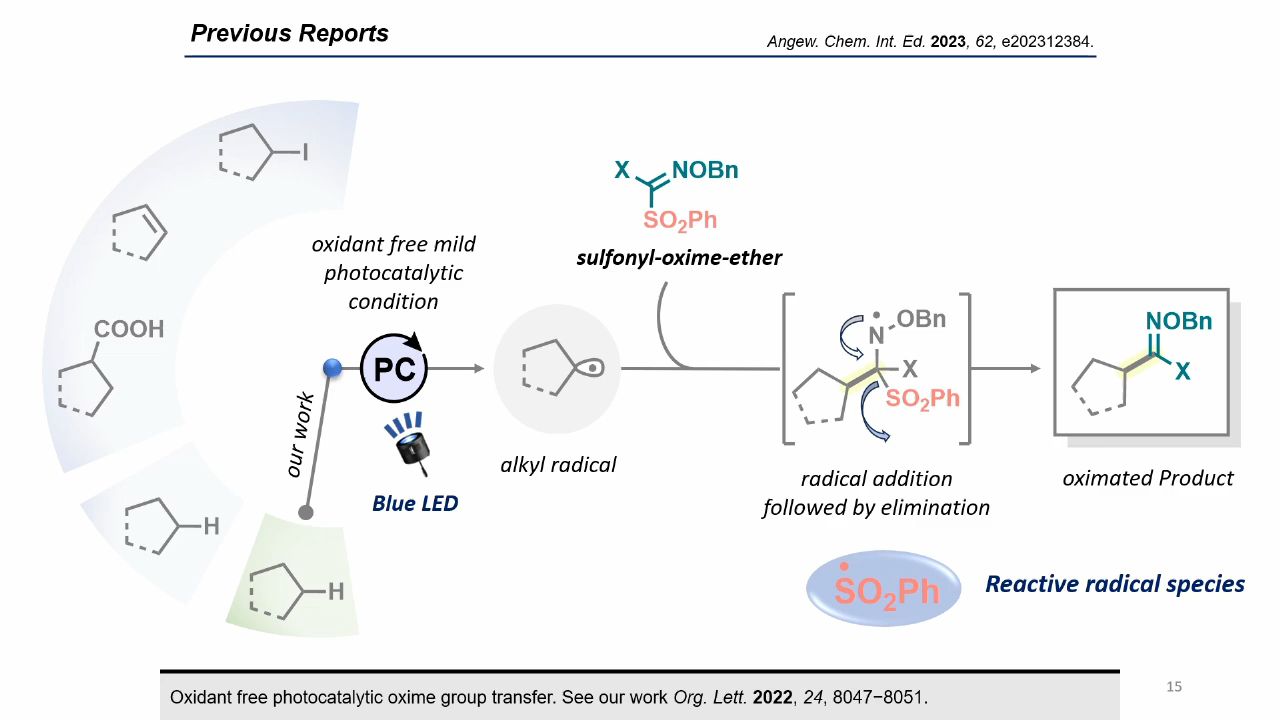 Previous Reports
Angew. Chem. Int. Ed. 2023, 62, e202312384.
I
X
NOBn
SO2Ph
sulfonyl-oxime-ether
oxidant free mild
photocatalytic
condition
COOH
our work
PC
Blue LED
alkyl radical
N
OBn
X
SO2Ph
radical addition
followed by elimination
NOBn
X
oximated Product
H
H
SO2Ph
Reactive radical species
Oxidant free photocatalytic oxime group transfer. See our work Org. Lett. 2022, 24, 8047−8051.
15